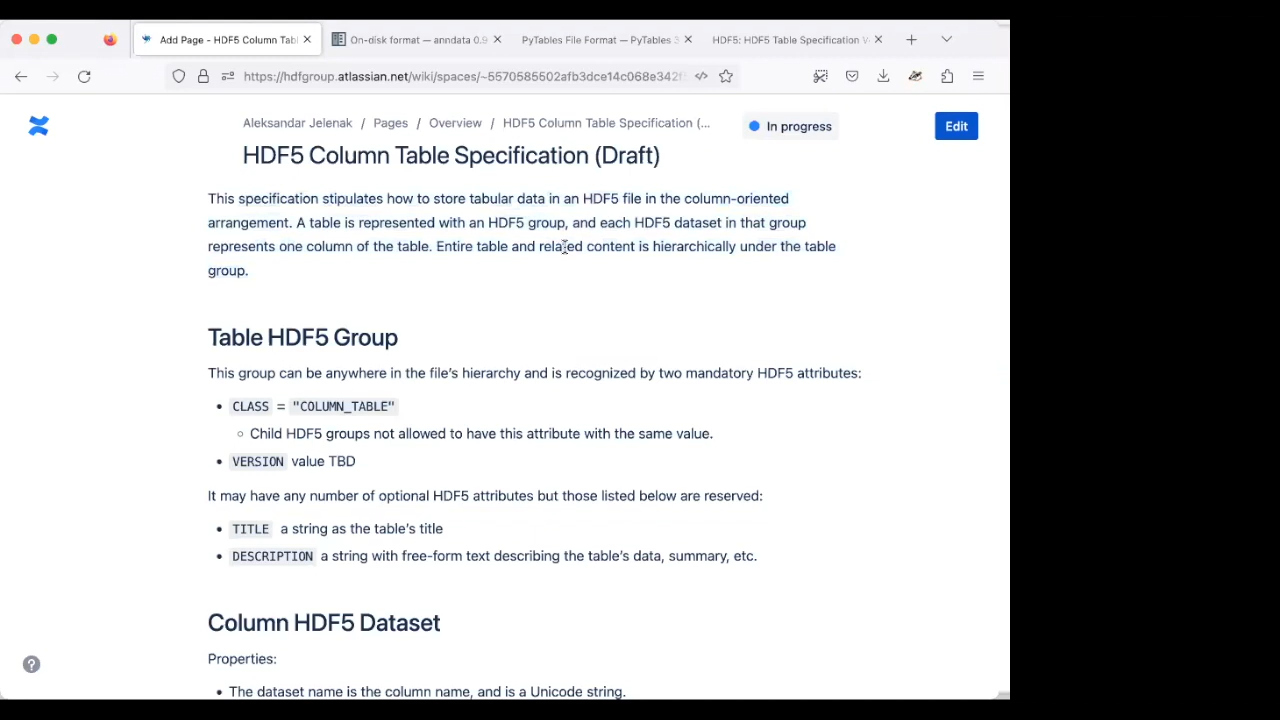 Add Page - HDF5 Column Tabl
On-disk format — anndata 0.9
PyTables File Format — PyTables 3
HDF5: HDF5 Table Specification V
https://hdfgroup.atlassian.net/wiki/spaces/~5570585502afb3dce14c068e342f
Aleksandar Jelenak / Pages / Overview / HDF5 Column Table Specification (...
In progress
Edit
HDF5 Column Table Specification (Draft)
This specification stipulates how to store tabular data in an HDF5 file in the column-oriented
arrangement. A table is represented with an HDF5 group, and each HDF5 dataset in that group
represents one column of the table. Entire table and related content is hierarchically under the table
group.
Table HDF5 Group
This group can be anywhere in the file's hierarchy and is recognized by two mandatory HDF5 attributes:
• CLASS = "COLUMN_TABLE"
◦ Child HDF5 groups not allowed to have this attribute with the same value.
• VERSION value TBD
It may have any number of optional HDF5 attributes but those listed below are reserved:
• TITLE a string as the table's title
• DESCRIPTION a string with free-form text describing the table's data, summary, etc.
Column HDF5 Dataset
Properties:
• The dataset name is the column name, and is a Unicode string.